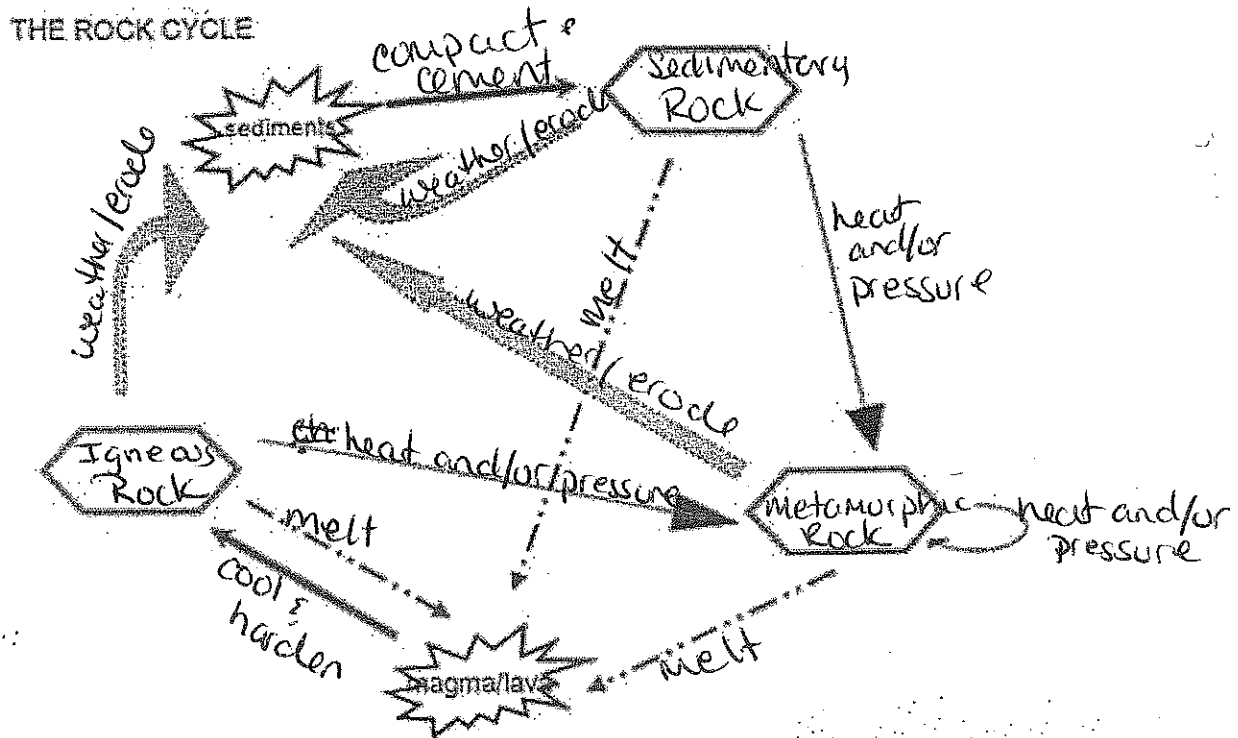 THE ROCK CYCLE
compact &
cement
Sedimentary
Rock
sediments
weather/erode
weather/erode
heat
and/or
pressure
melt
weather/erode
Igneous
Rock
heat and/or/pressure
Metamorphic
Rock
heat and/or
pressure
melt
cool &
harden
magma/lava
melt